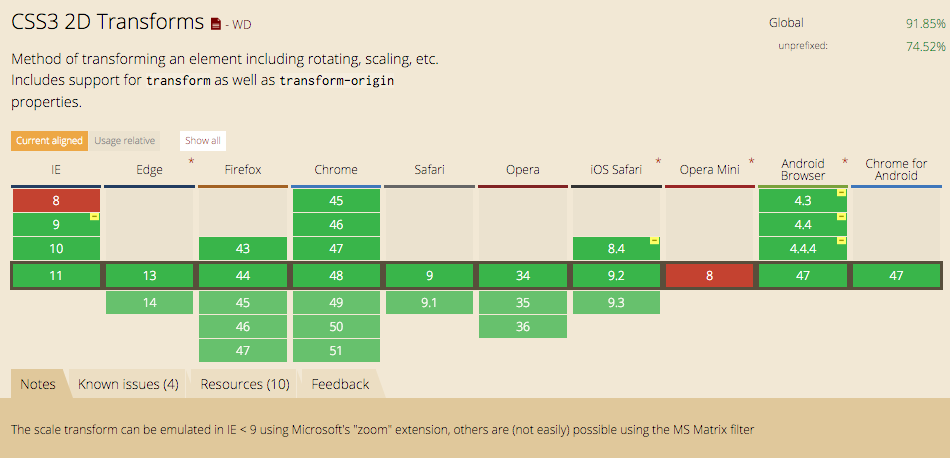 CSS3 2D Transforms - WD
Global 91.85%
unprefixed: 74.52%
Method of transforming an element including rotating, scaling, etc.
Includes support for transform as well as transform-origin
properties.
Current aligned Usage relative Show all
IE Edge * Firefox Chrome Safari Opera iOS Safari * Opera Mini * Android Browser * Chrome for Android
8 45 4.3 -
9 - 46 4.4 -
10 43 47 8.4 - 4.4.4 -
11 13 44 48 9 34 9.2 8 47 47
14 45 49 9.1 35 9.3
46 50 36
47 51
Notes Known issues (4) Resources (10) Feedback
The scale transform can be emulated in IE < 9 using Microsoft's "zoom" extension, others are (not easily) possible using the MS Matrix filter